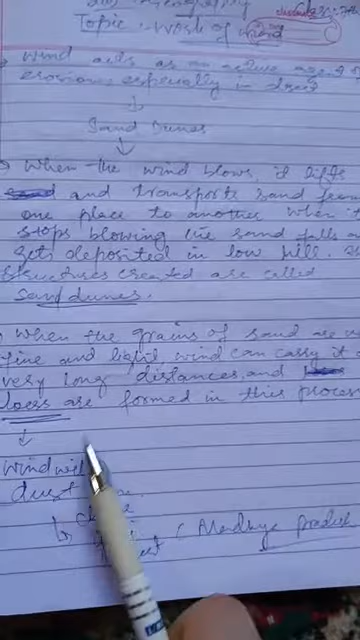 Geography
Topic :- Work of wind
wind acts as an active agent of
erosion, especially in desert
Sand Dunes
When the wind blows, it lifts
and transports sand from
one place to another when it
stops blowing the sand falls and
gets deposited in low hill.
structures created are called
Sand dunes.
When the grains of sand are very
fine and light wind can carry it
very long distances, and
loess are formed in this process
Wind with
dust
(Madhya Pradesh